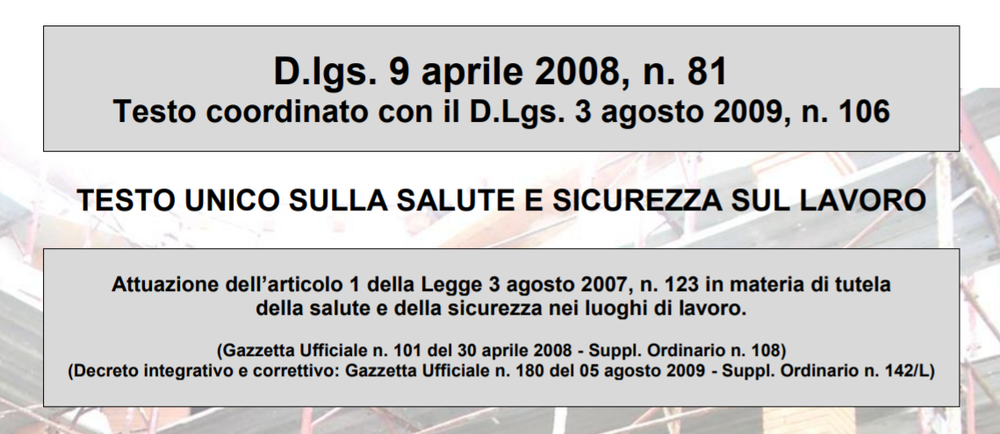 D.lgs. 9 aprile 2008, n. 81
Testo coordinato con il D.Lgs. 3 agosto 2009, n. 106
TESTO UNICO SULLA SALUTE E SICUREZZA SUL LAVORO
Attuazione dell’articolo 1 della Legge 3 agosto 2007, n. 123 in materia di tutela
della salute e della sicurezza nei luoghi di lavoro.
(Gazzetta Ufficiale n. 101 del 30 aprile 2008 - Suppl. Ordinario n. 108)
(Decreto integrativo e correttivo: Gazzetta Ufficiale n. 180 del 05 agosto 2009 - Suppl. Ordinario n. 142/L)